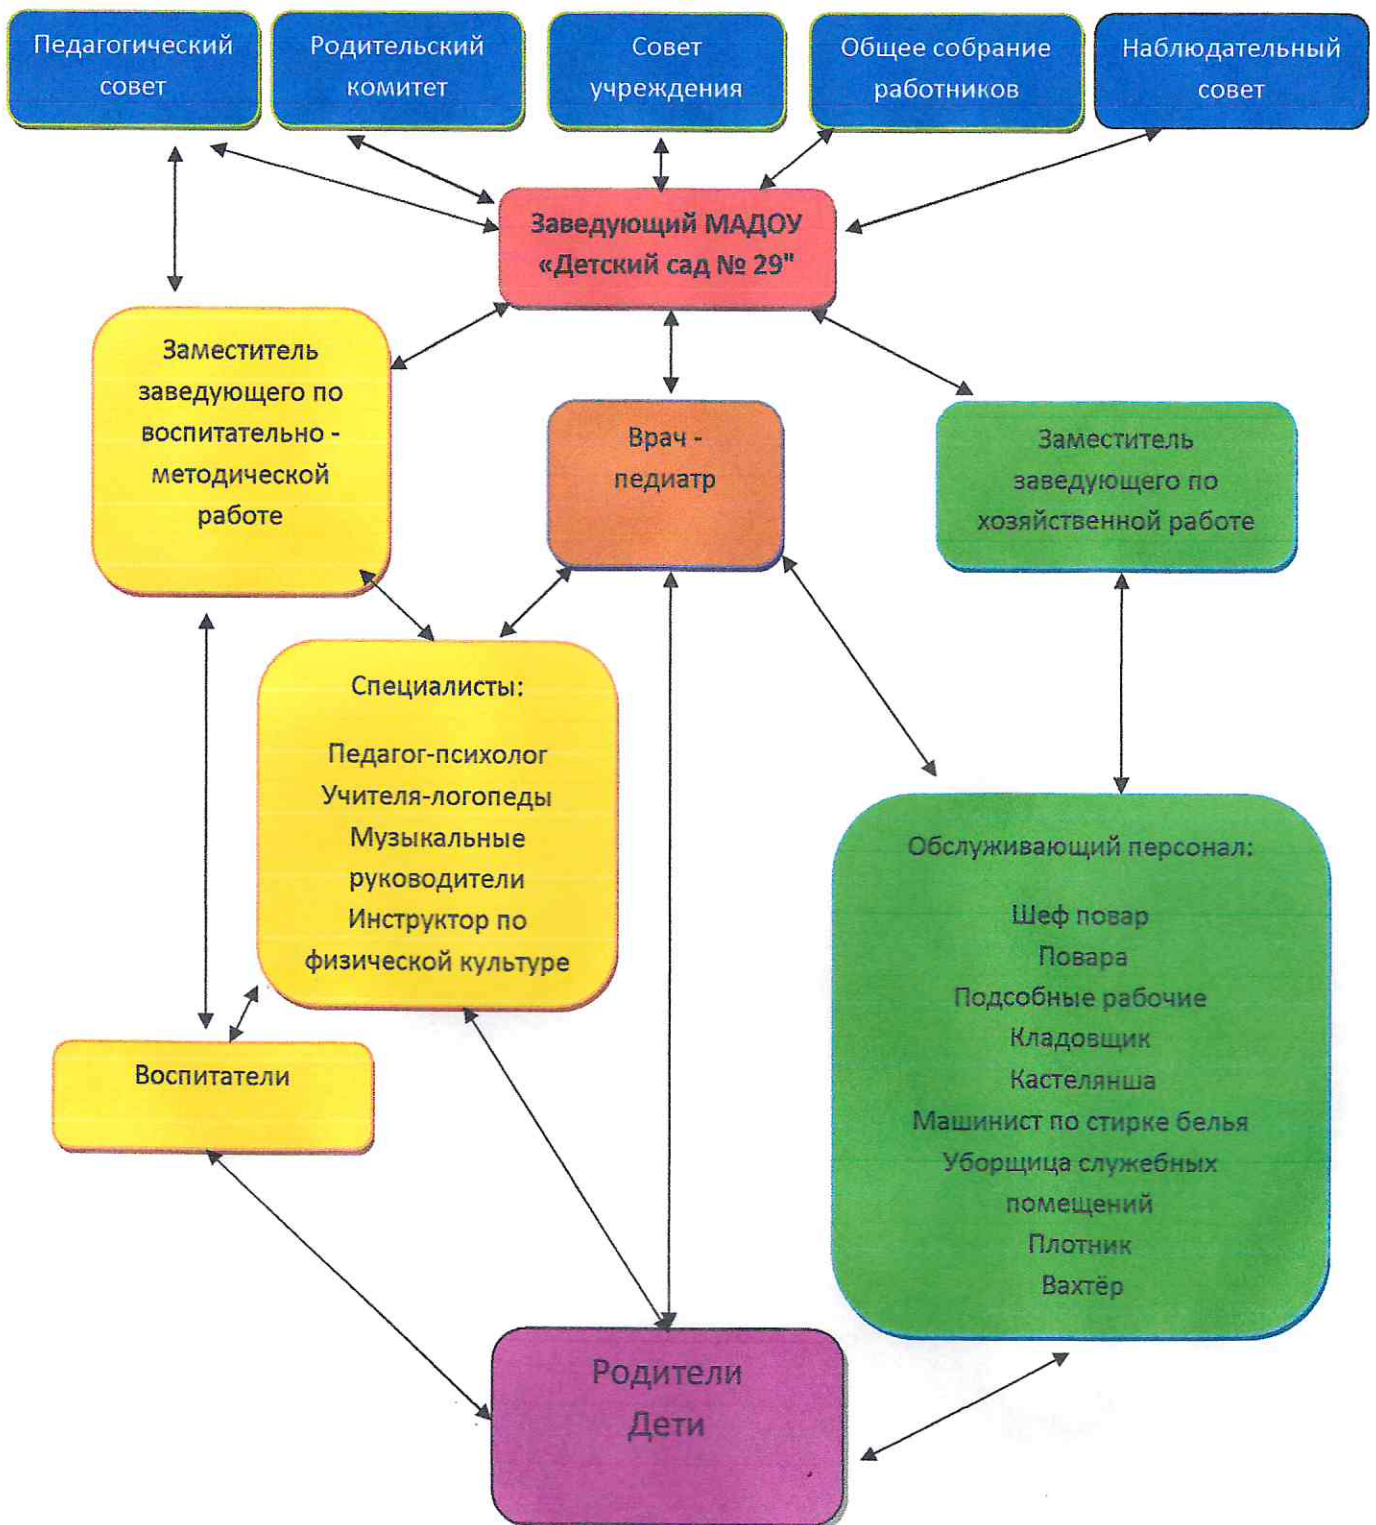 Педагогический
совет
Родительский
комитет
Совет
учреждения
Общее собрание
работников
Наблюдательный
совет
Заведующий МАДОУ
«Детский сад № 29"
Заместитель
заведующего по
воспитательно -
методической
работе
Врач -
педиатр
Заместитель
заведующего по
хозяйственной работе
Специалисты:
Педагог-психолог
Учителя-логопеды
Музыкальные
руководители
Инструктор по
физической культуре
Обслуживающий персонал:
Шеф повар
Повара
Подсобные рабочие
Кладовщик
Кастелянша
Машинист по стирке белья
Уборщица служебных
помещений
Плотник
Вахтёр
Воспитатели
Родители
Дети